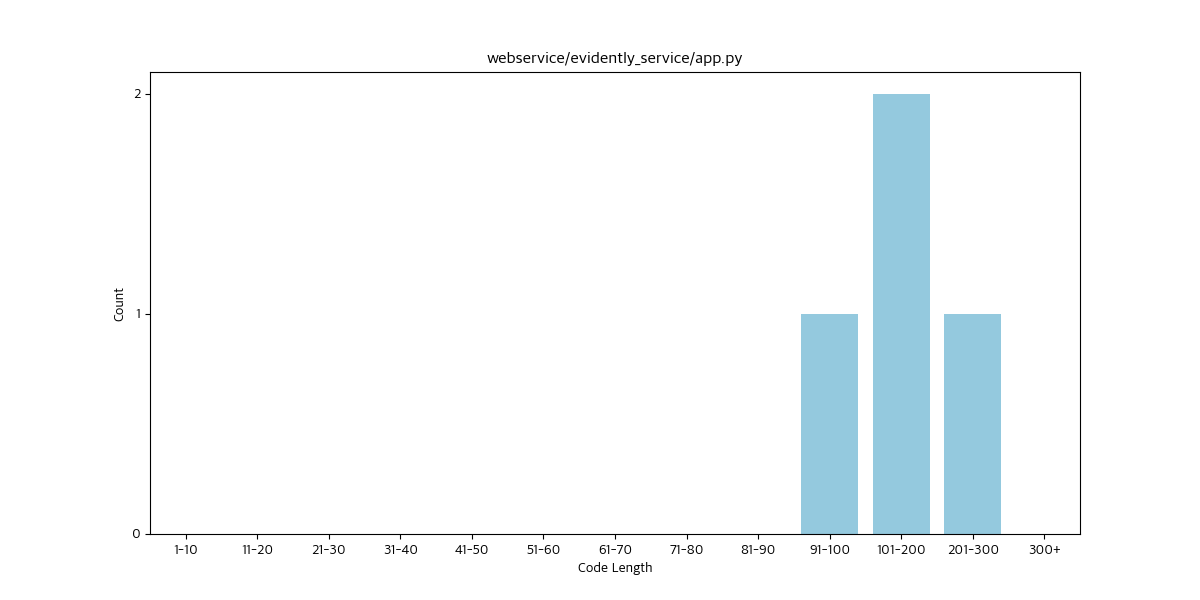 webservice/evidently_service/app.py
2
1
0
Count
1-10 11-20 21-30 31-40 41-50 51-60 61-70 71-80 81-90 91-100 101-200 201-300 300+
Code Length